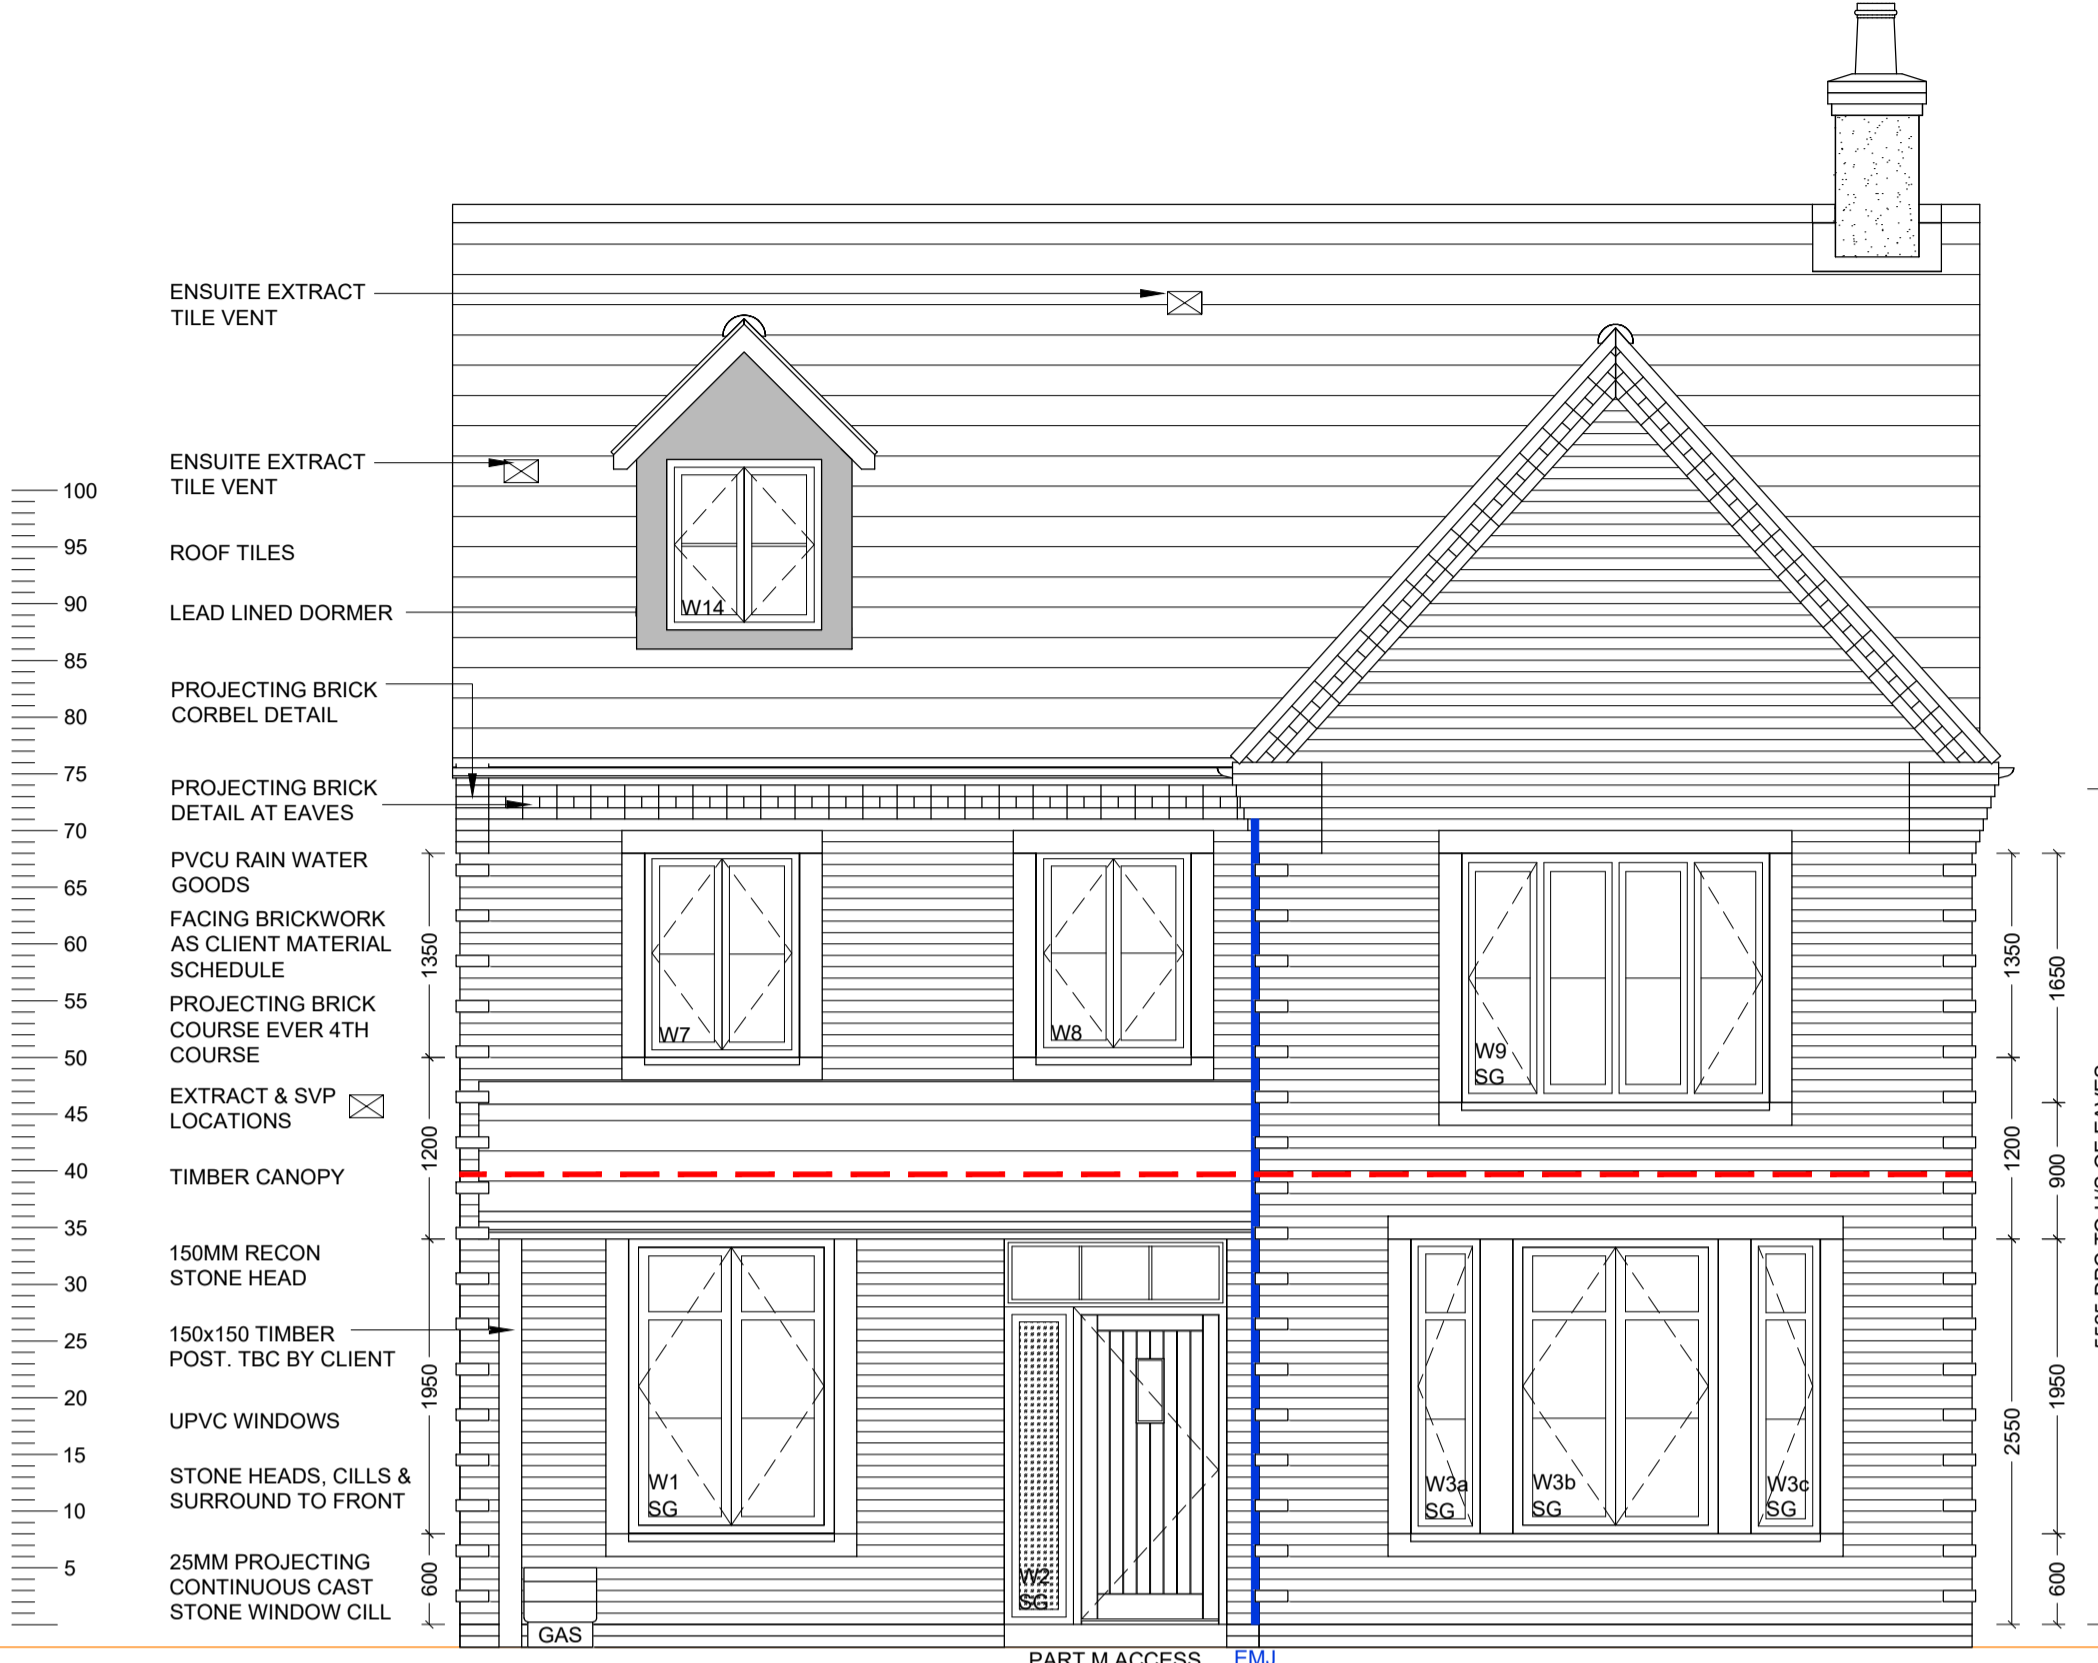 ENSUITE EXTRACT
TILE VENT
ENSUITE EXTRACT
TILE VENT
ROOF TILES
LEAD LINED DORMER
PROJECTING BRICK
CORBEL DETAIL
PROJECTING BRICK
DETAIL AT EAVES
PVCU RAIN WATER
GOODS
FACING BRICKWORK
AS CLIENT MATERIAL
SCHEDULE
PROJECTING BRICK
COURSE EVER 4TH
COURSE
EXTRACT & SVP
LOCATIONS
TIMBER CANOPY
150MM RECON
STONE HEAD
150x150 TIMBER
POST. TBC BY CLIENT
UPVC WINDOWS
STONE HEADS, CILLS &
SURROUND TO FRONT
25MM PROJECTING
CONTINUOUS CAST
STONE WINDOW CILL
100
95
90
85
80
75
70
65
60
55
50
45
40
35
30
25
20
15
10
5
1350
1200
1950
600
W14
W7
W8
W9
SG
W1
SG
W2
SG
W3a
SG
W3b
SG
W3c
SG
GAS
PART M ACCESS
EMJ
1350
1200
2550
1650
900
1950
600